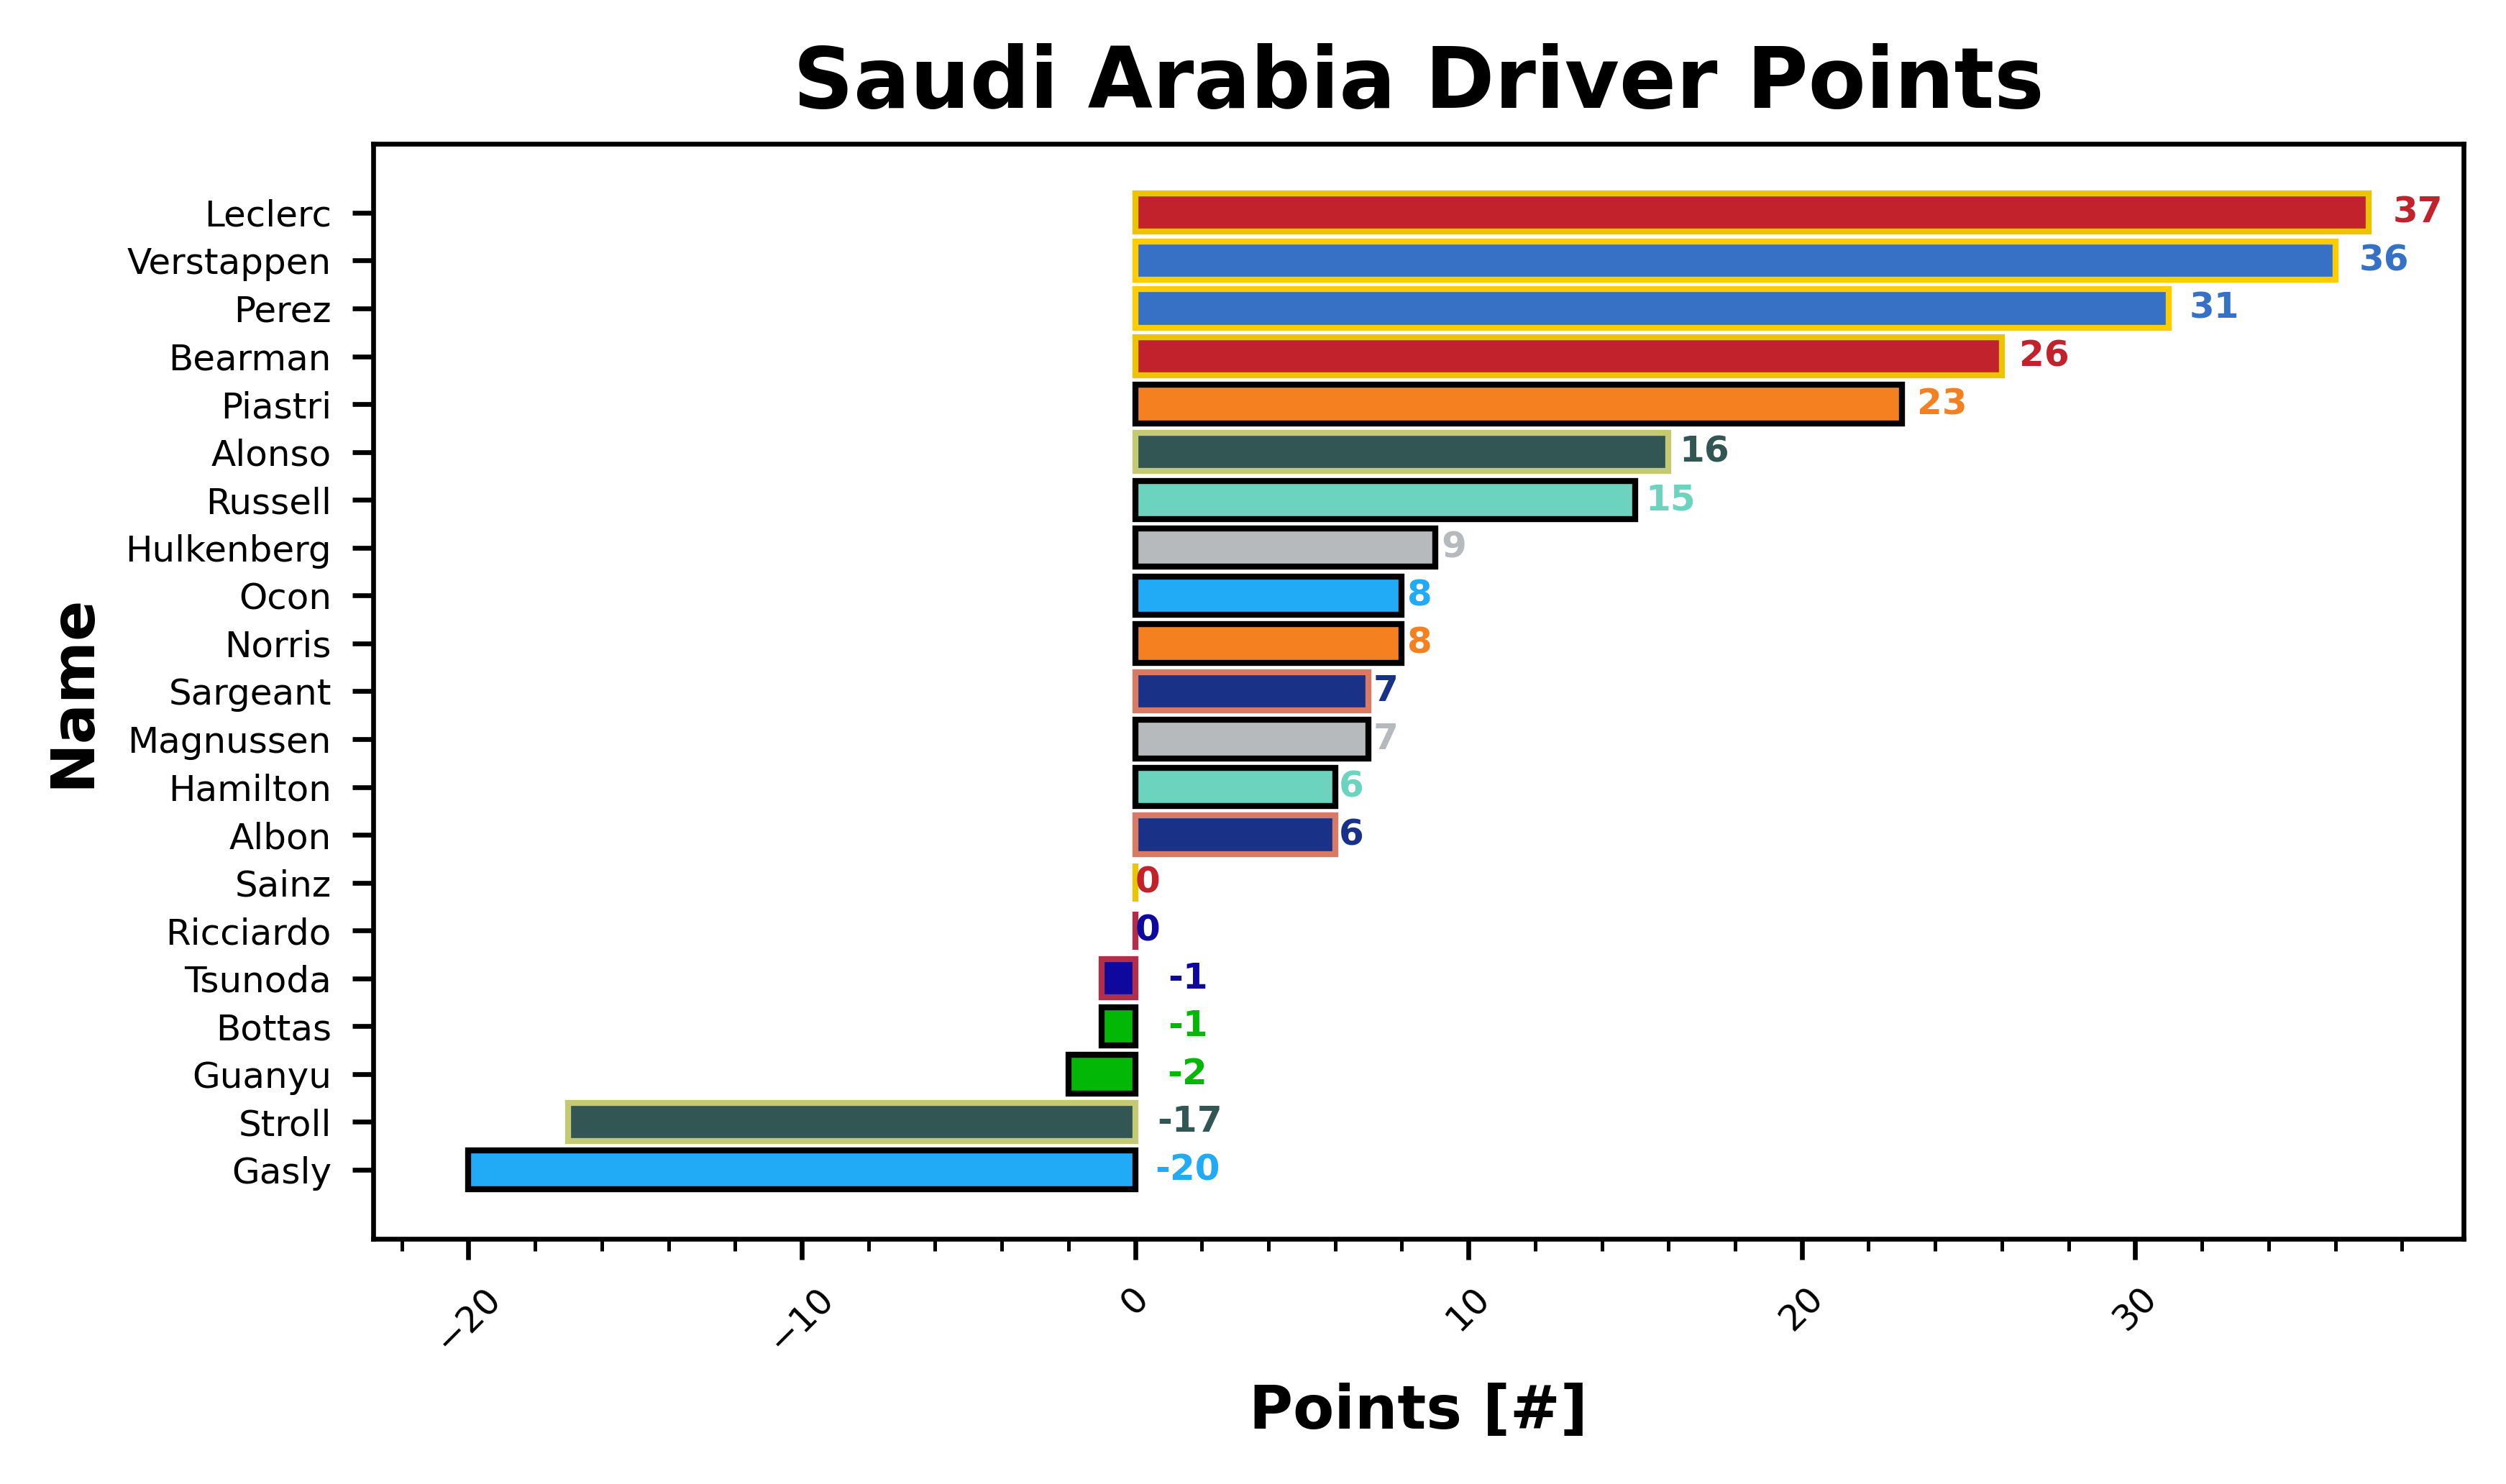 Saudi Arabia Driver Points
Name
Leclerc 37
Verstappen 36
Perez 31
Bearman 26
Piastri 23
Alonso 16
Russell 15
Hulkenberg 9
Ocon 8
Norris 8
Sargeant 7
Magnussen 7
Hamilton 6
Albon 6
Sainz 0
Ricciardo 0
Tsunoda -1
Bottas -1
Guanyu -2
Stroll -17
Gasly -20
−20 −10 0 10 20 30
Points [#]